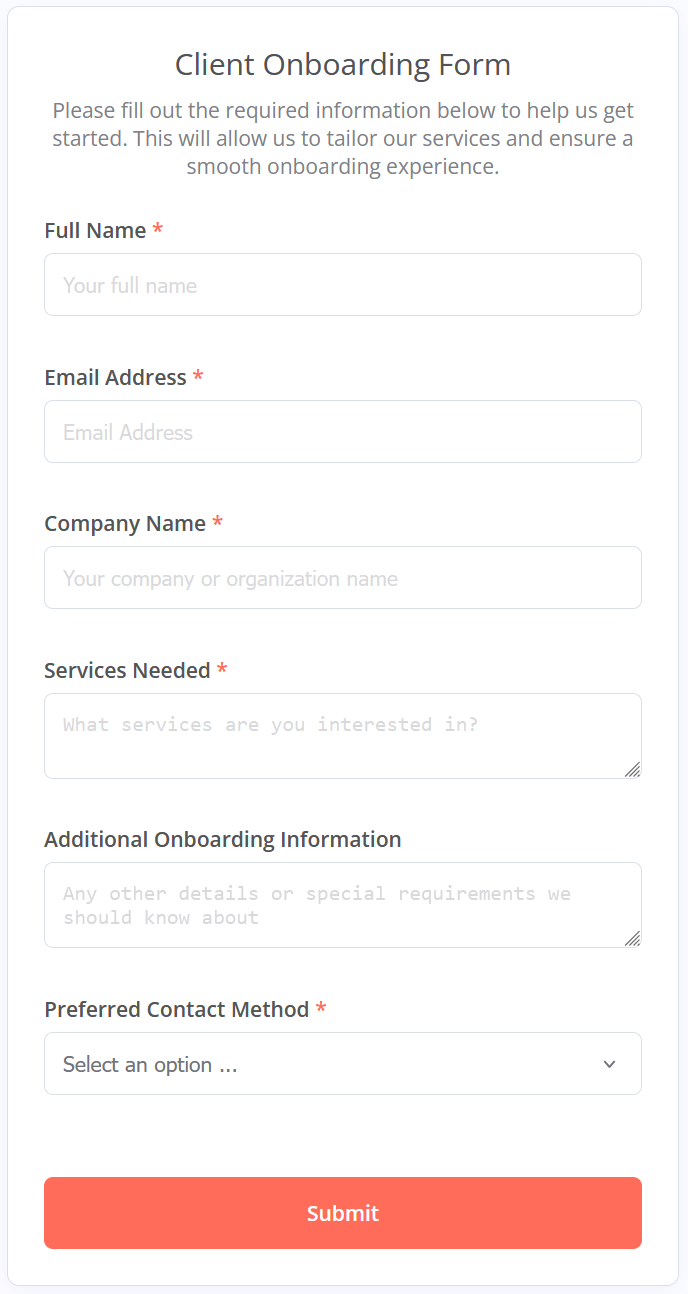 Client Onboarding Form
Please fill out the required information below to help us get
started. This will allow us to tailor our services and ensure a
smooth onboarding experience.
Full Name *
Your full name
Email Address *
Email Address
Company Name *
Your company or organization name
Services Needed *
What services are you interested in?
Additional Onboarding Information
Any other details or special requirements we
should know about
Preferred Contact Method *
Select an option ...
Submit